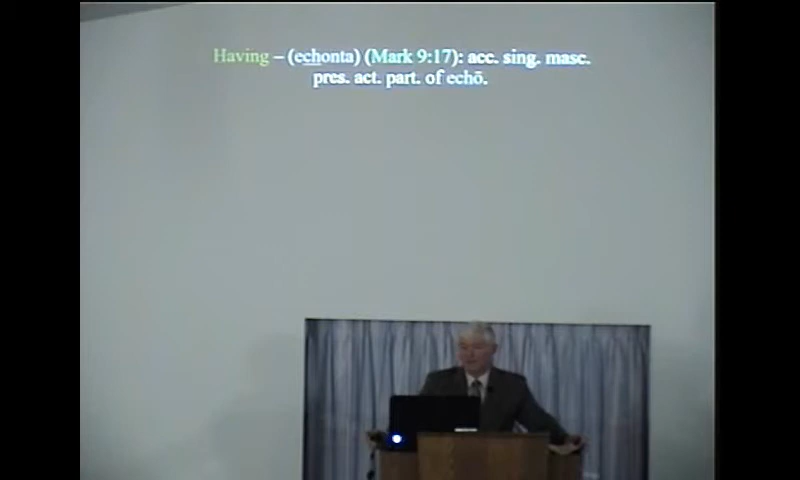 Having – (echonta) (Mark 9:17): acc. sing. masc.
pres. act. part. of echō.